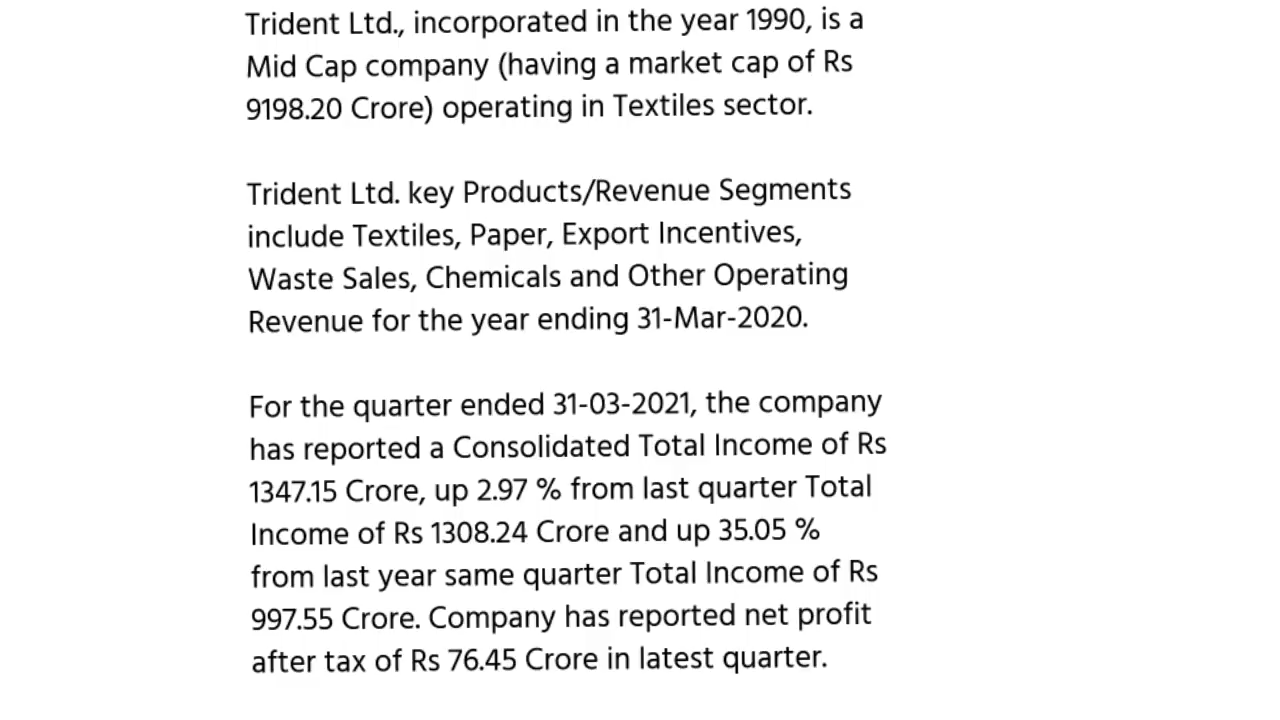 Trident Ltd., incorporated in the year 1990, is a
Mid Cap company (having a market cap of Rs
9198.20 Crore) operating in Textiles sector.
Trident Ltd. key Products/Revenue Segments
include Textiles, Paper, Export Incentives,
Waste Sales, Chemicals and Other Operating
Revenue for the year ending 31-Mar-2020.
For the quarter ended 31-03-2021, the company
has reported a Consolidated Total Income of Rs
1347.15 Crore, up 2.97 % from last quarter Total
Income of Rs 1308.24 Crore and up 35.05 %
from last year same quarter Total Income of Rs
997.55 Crore. Company has reported net profit
after tax of Rs 76.45 Crore in latest quarter.